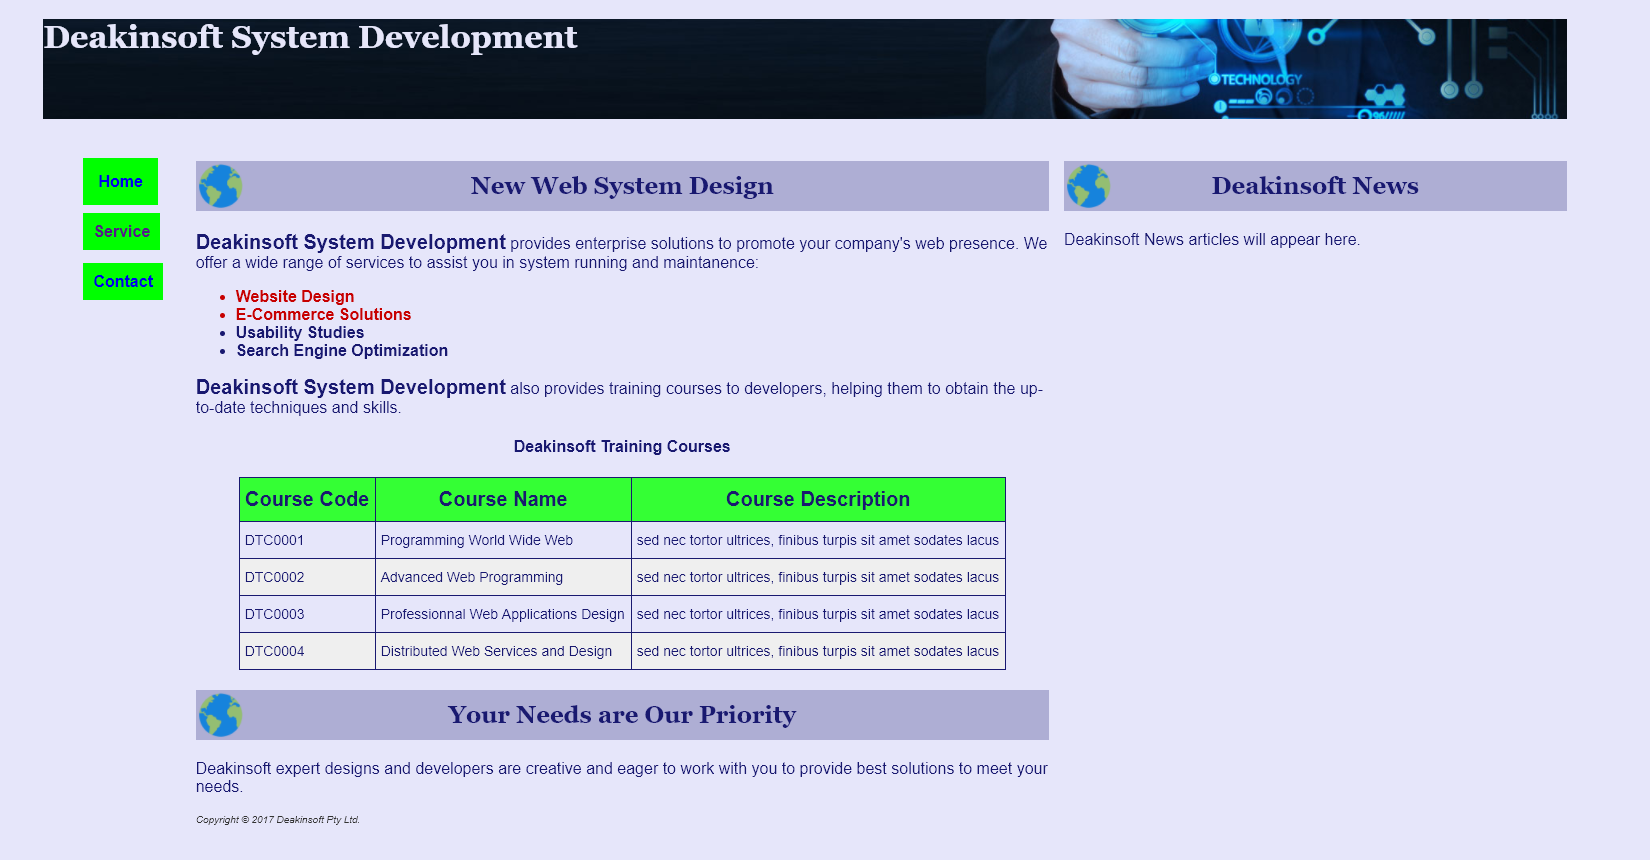 Deakinsoft System Development
TECHNOLOGY
Home
Service
Contact
New Web System Design
Deakinsoft System Development provides enterprise solutions to promote your company's web presence. We
offer a wide range of services to assist you in system running and maintanence:
Website Design
E-Commerce Solutions
Usability Studies
Search Engine Optimization
Deakinsoft System Development also provides training courses to developers, helping them to obtain the up-
to-date techniques and skills.
Deakinsoft Training Courses
Course Code Course Name Course Description
DTC0001 Programming World Wide Web sed nec tortor ultrices, finibus turpis sit amet sodates lacus
DTC0002 Advanced Web Programming sed nec tortor ultrices, finibus turpis sit amet sodates lacus
DTC0003 Professionnal Web Applications Design sed nec tortor ultrices, finibus turpis sit amet sodates lacus
DTC0004 Distributed Web Services and Design sed nec tortor ultrices, finibus turpis sit amet sodates lacus
Your Needs are Our Priority
Deakinsoft expert designs and developers are creative and eager to work with you to provide best solutions to meet your
needs.
Copyright © 2017 Deakinsoft Pty Ltd.
Deakinsoft News
Deakinsoft News articles will appear here.